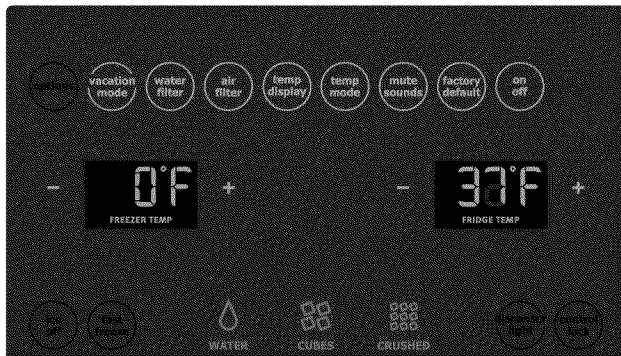 options
vacation
mode
water
filter
air
filter
temp
display
temp
mode
mute
sounds
factory
default
on
off
-
0°F
FREEZER TEMP
+
-
37°F
FRIDGE TEMP
+
ice
off
fast
freeze
WATER
CUBES
CRUSHED
dispenser
light
control
lock